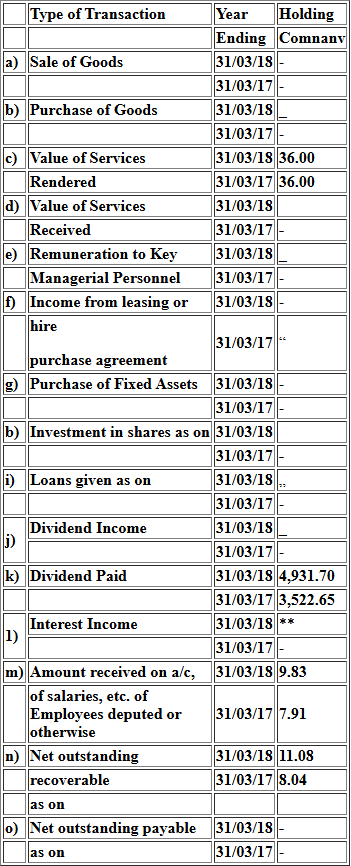 Type of Transaction Year Holding
Ending Comnanv
a) Sale of Goods 31/03/18 -
31/03/17 -
b) Purchase of Goods 31/03/18 _
31/03/17 -
c) Value of Services 31/03/18 36.00
Rendered 31/03/17 36.00
d) Value of Services 31/03/18
Received 31/03/17 -
e) Remuneration to Key 31/03/18 _
Managerial Personnel 31/03/17 -
f) Income from leasing or 31/03/18 -
hire
purchase agreement 31/03/17 “
g) Purchase of Fixed Assets 31/03/18 -
31/03/17 -
b) Investment in shares as on 31/03/18
31/03/17 -
i) Loans given as on 31/03/18 „
31/03/17 -
j) Dividend Income 31/03/18 _
31/03/17 -
k) Dividend Paid 31/03/18 4,931.70
31/03/17 3,522.65
1) Interest Income 31/03/18 **
31/03/17 -
m) Amount received on a/c, 31/03/18 9.83
of salaries, etc. of
Employees deputed or
otherwise 31/03/17 7.91
n) Net outstanding 31/03/18 11.08
recoverable 31/03/17 8.04
as on
o) Net outstanding payable 31/03/18 -
as on 31/03/17 -